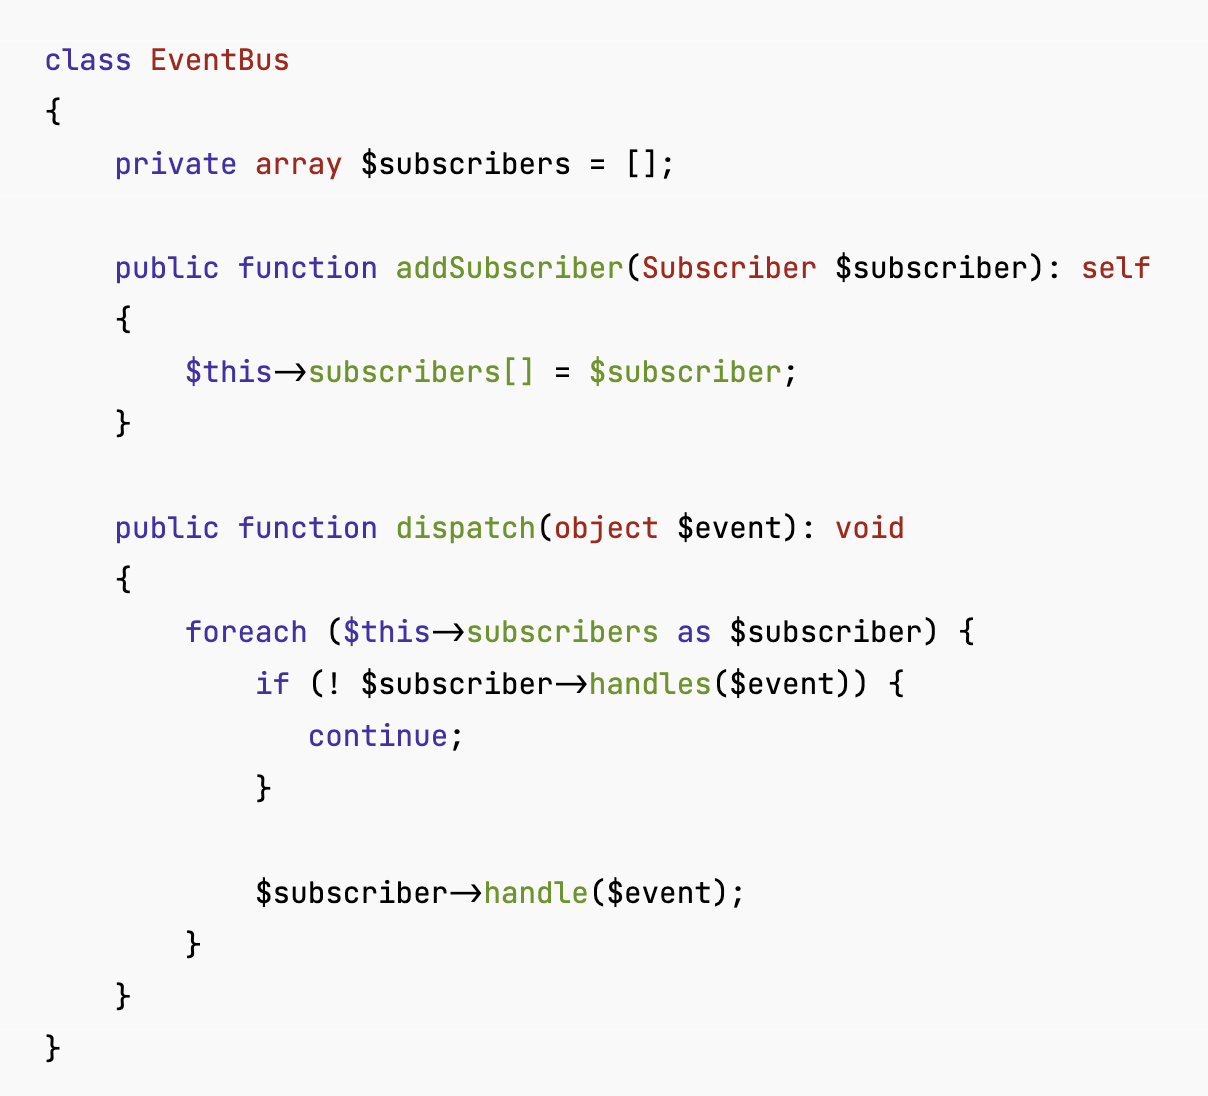 class EventBus
{
    private array $subscribers = [];

    public function addSubscriber(Subscriber $subscriber): self
    {
        $this->subscribers[] = $subscriber;
    }

    public function dispatch(object $event): void
    {
        foreach ($this->subscribers as $subscriber) {
            if (! $subscriber->handles($event)) {
               continue;
            }

            $subscriber->handle($event);
        }
    }
}